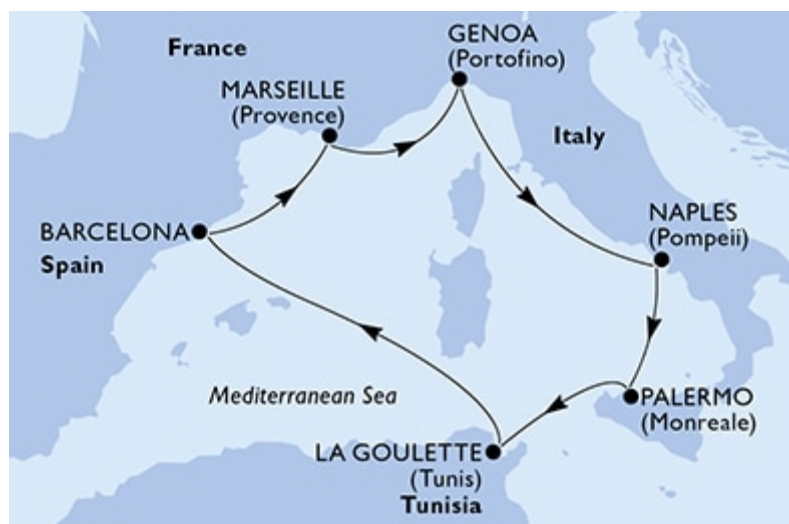 GENOA
(Portofino)
France
MARSEILLE
(Provence)
Italy
NAPLES
(Pompeii)
BARCELONA
Spain
Mediterranean Sea
PALERMO
(Monreale)
LA GOULETTE
(Tunis)
Tunisia